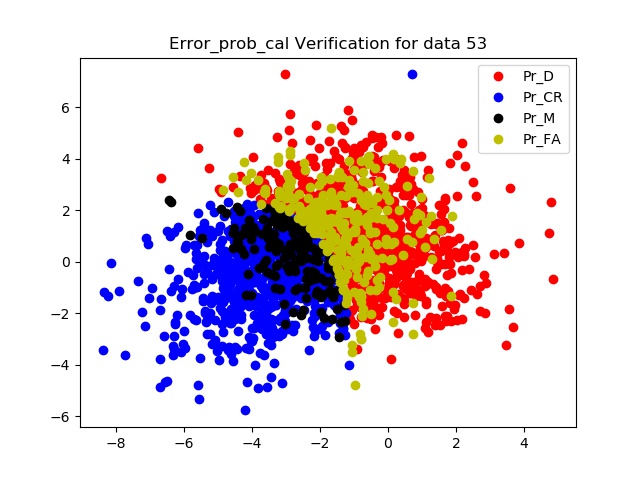 Error_prob_cal Verification for data 53
Pr_D
Pr_CR
Pr_M
Pr_FA
6
4
2
0
−2
−4
−6
−8 −6 −4 −2 0 2 4